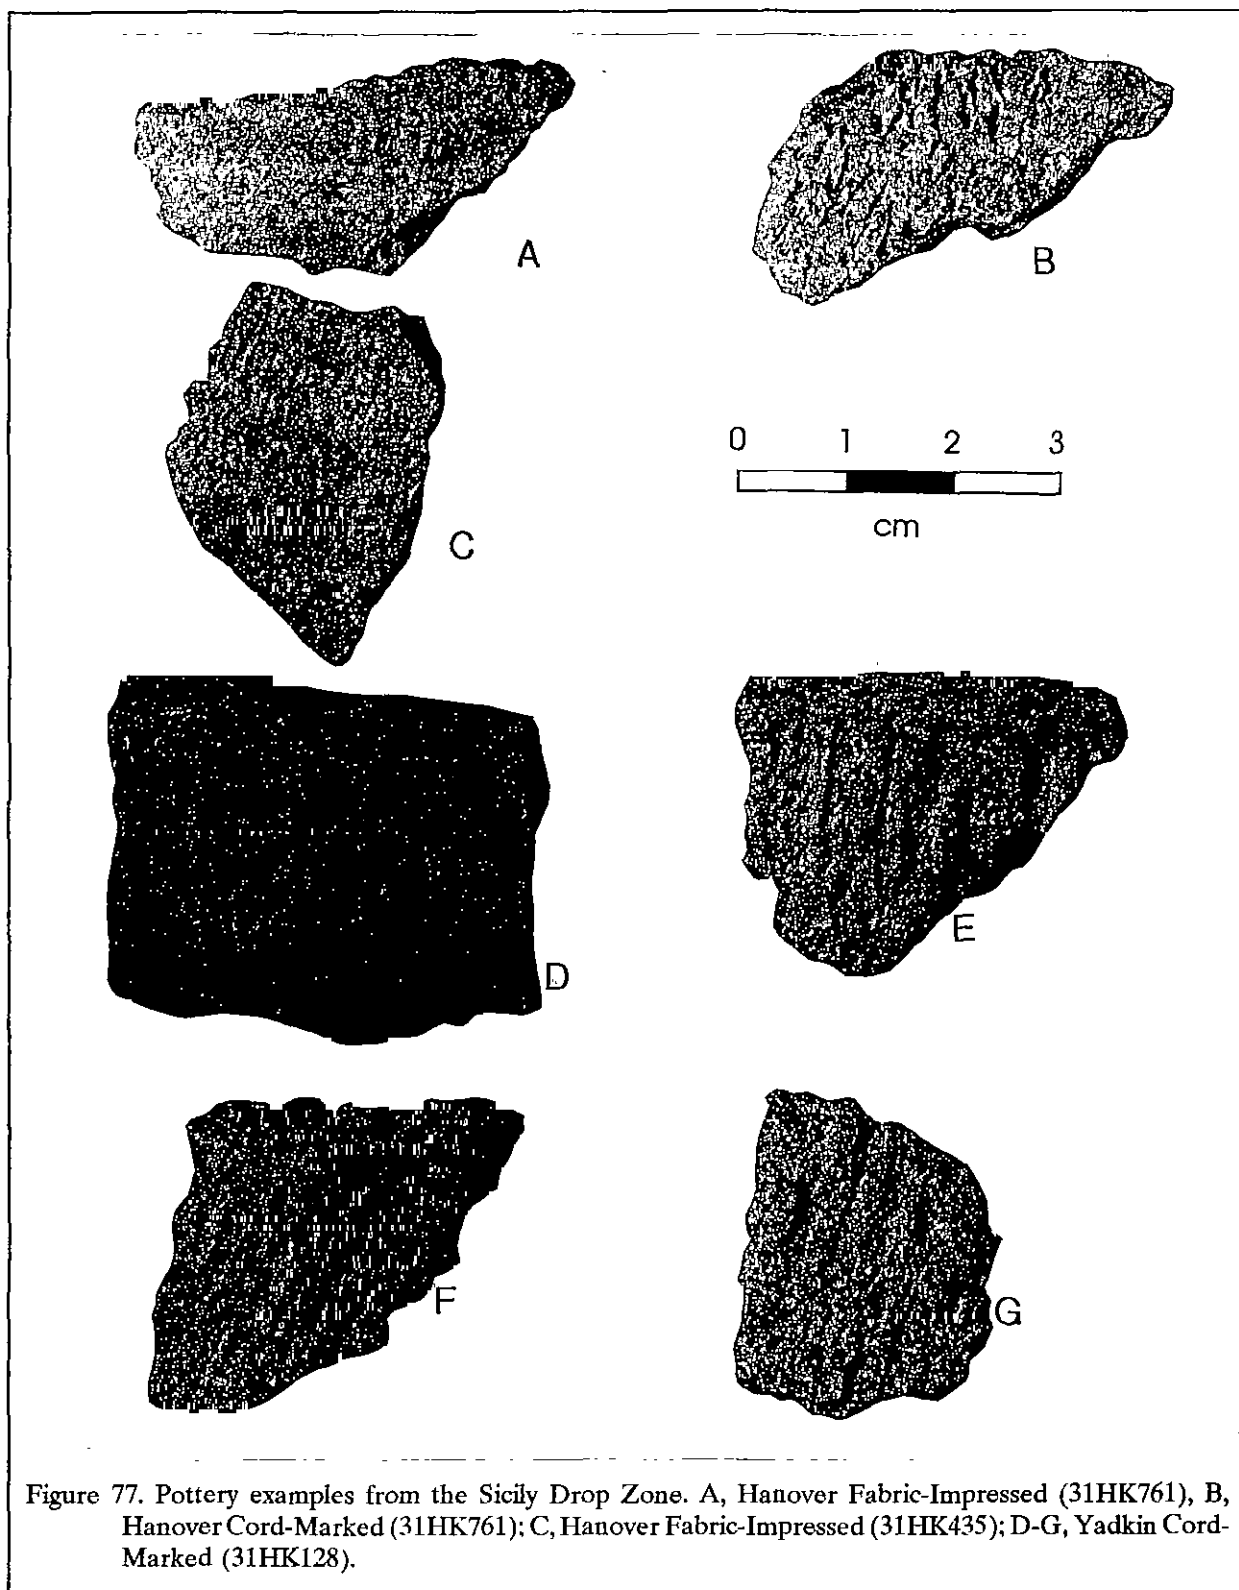 A
B
C
0 1 2 3
cm
D
E
F
G
Figure 77. Pottery examples from the Sicily Drop Zone. A, Hanover Fabric-Impressed (31HK761), B,
Hanover Cord-Marked (31HK761); C, Hanover Fabric-Impressed (31HK435); D-G, Yadkin Cord-
Marked (31HK128).